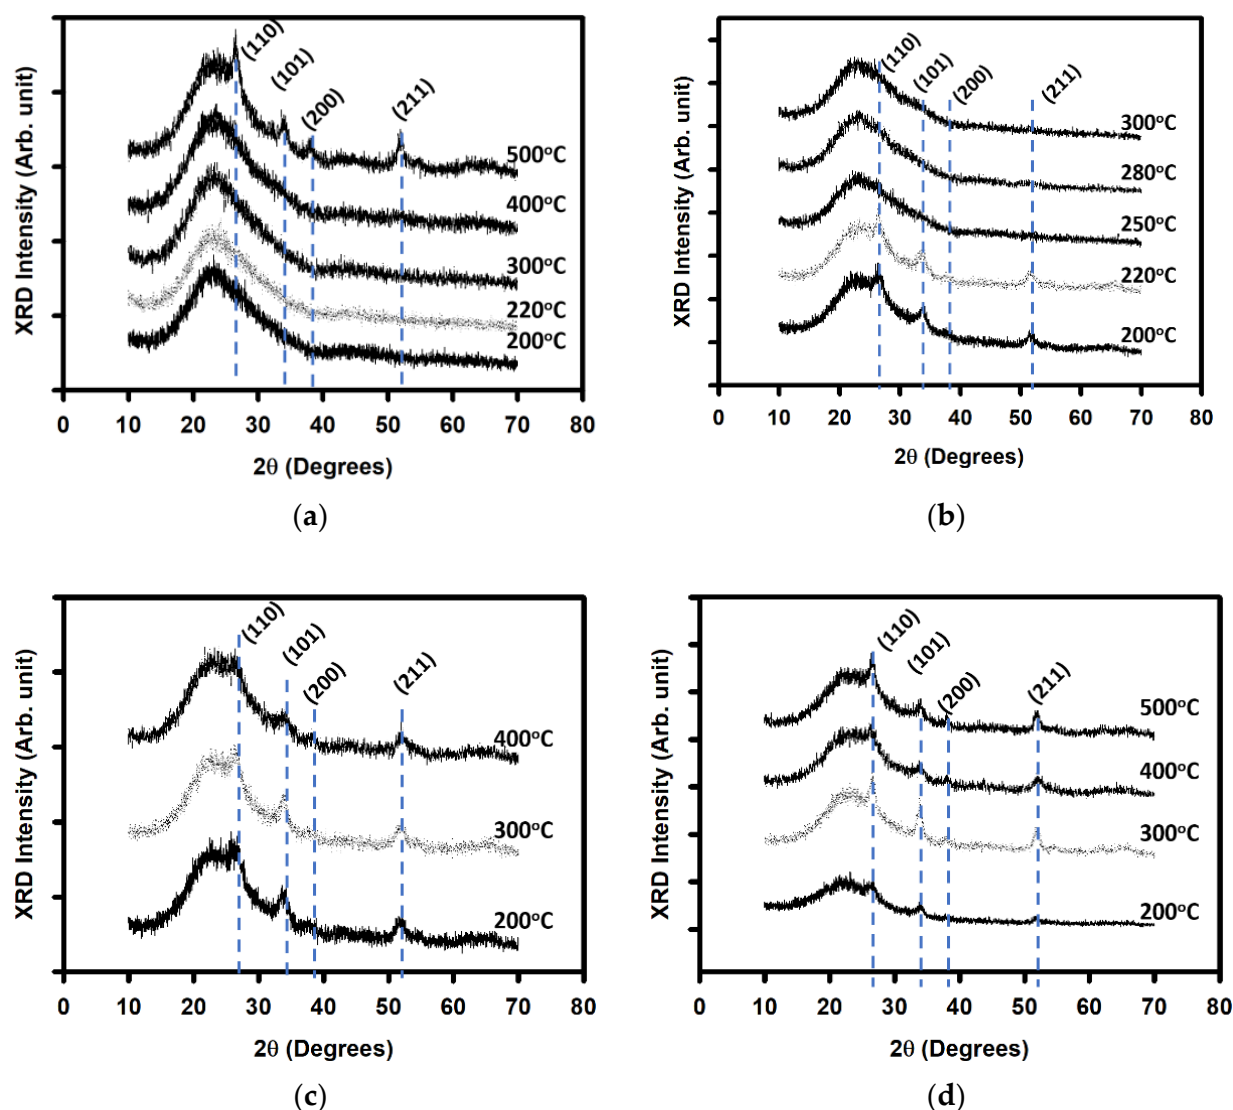 XRD Intensity (Arb. unit)
(110)
(101)
(200)
(211)
500°C
400°C
300°C
220°C
200°C
0 10 20 30 40 50 60 70 80
2θ (Degrees)
(a)
XRD Intensity (Arb. unit)
(110)
(101)
(200)
(211)
300°C
280°C
250°C
220°C
200°C
0 10 20 30 40 50 60 70 80
2θ (Degrees)
(b)
XRD Intensity (Arb. unit)
(110)
(101)
(200)
(211)
400°C
300°C
200°C
0 10 20 30 40 50 60 70 80
2θ (Degrees)
(c)
XRD Intensity (Arb. unit)
(110)
(101)
(200)
(211)
500°C
400°C
300°C
200°C
0 10 20 30 40 50 60 70 80
2θ (Degrees)
(d)